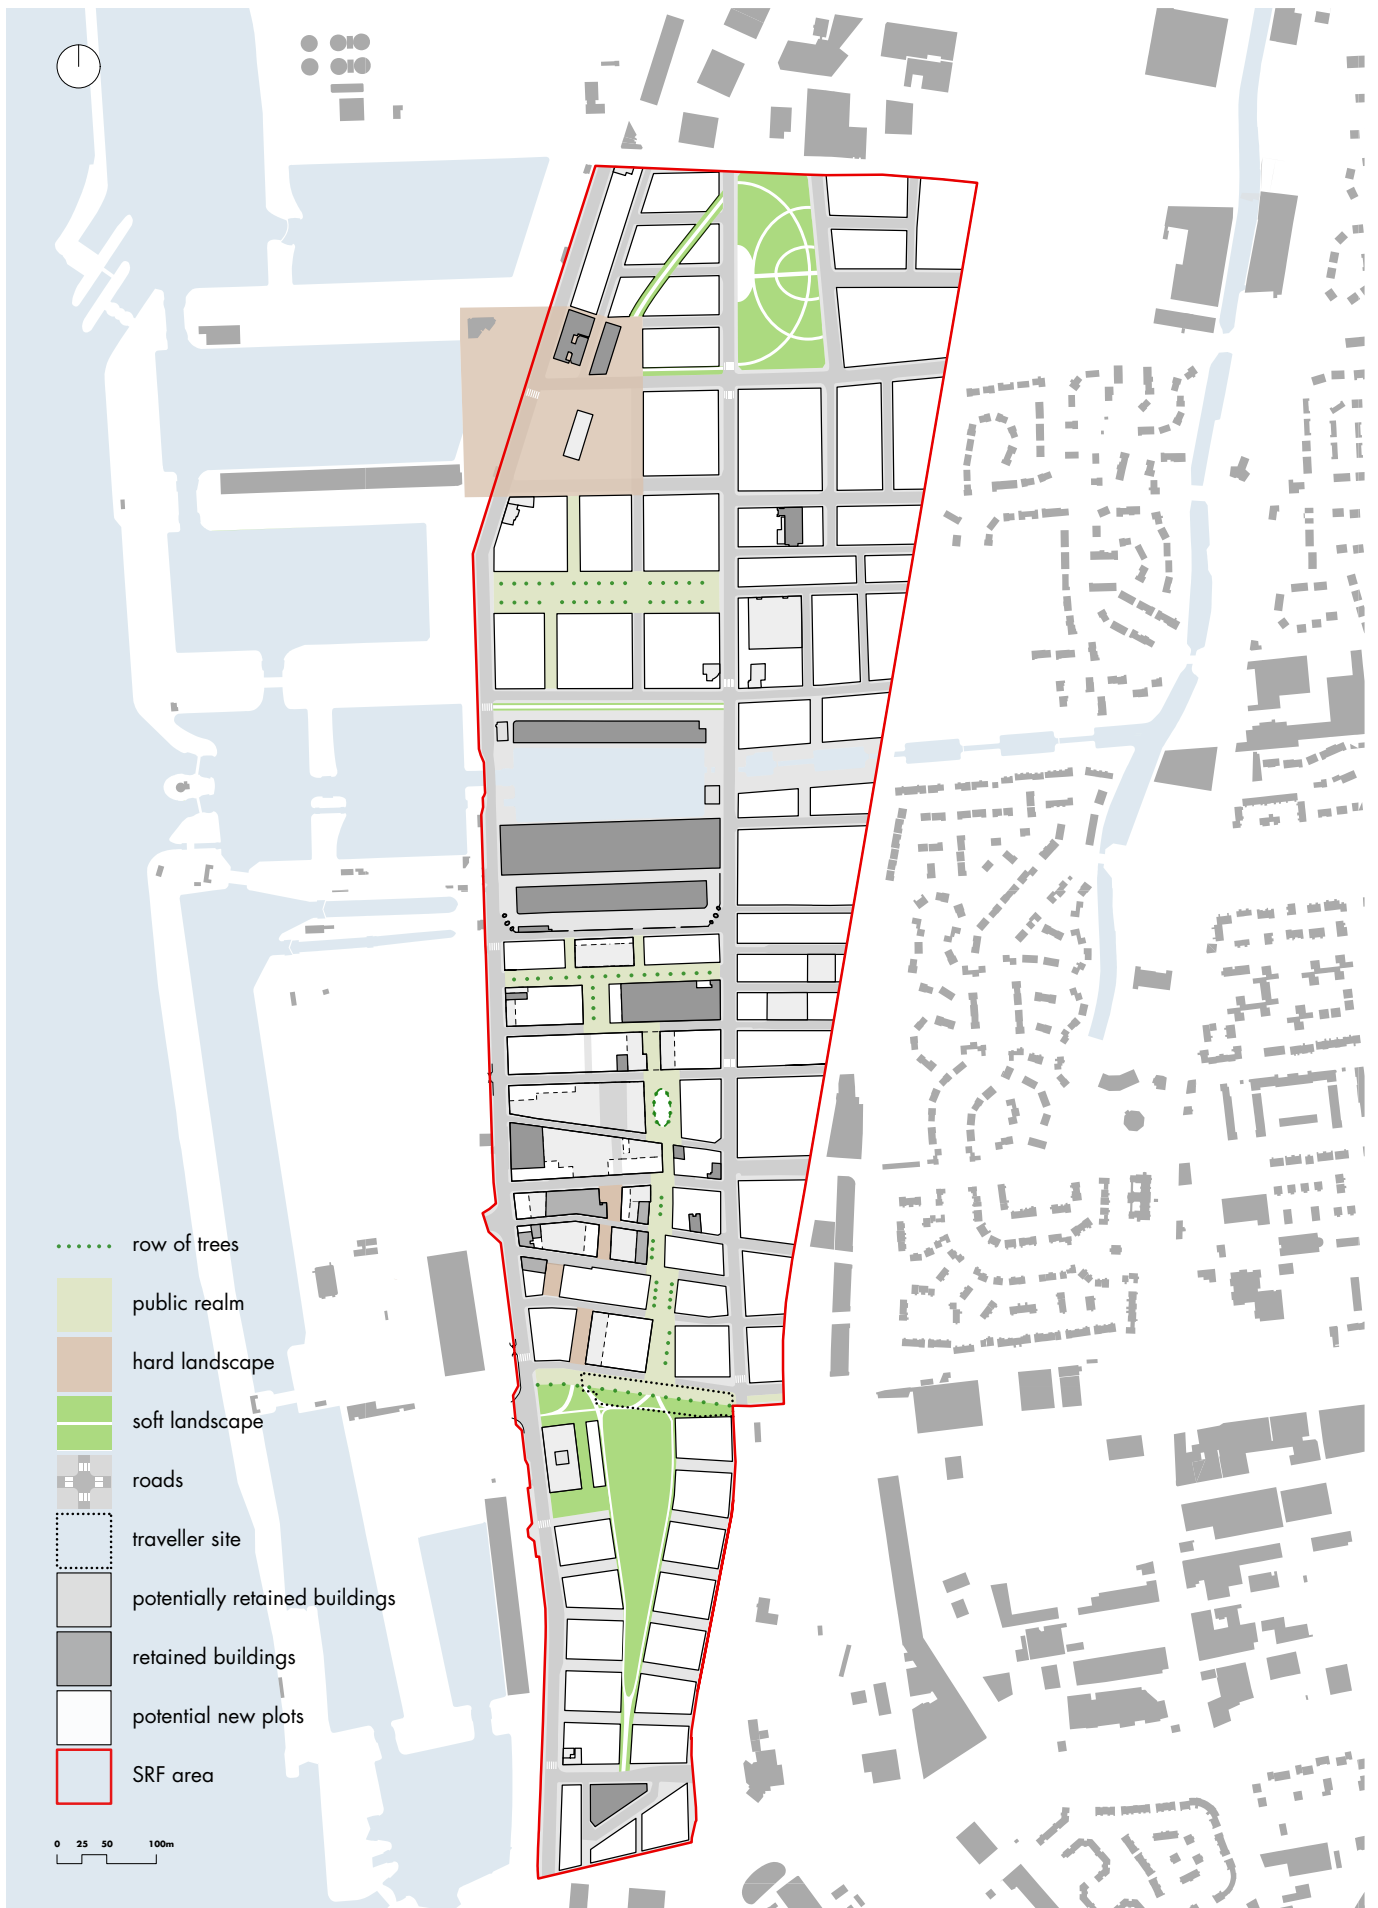 row of trees
public realm
hard landscape
soft landscape
roads
traveller site
potentially retained buildings
retained buildings
potential new plots
SRF area
0 25 50 100m